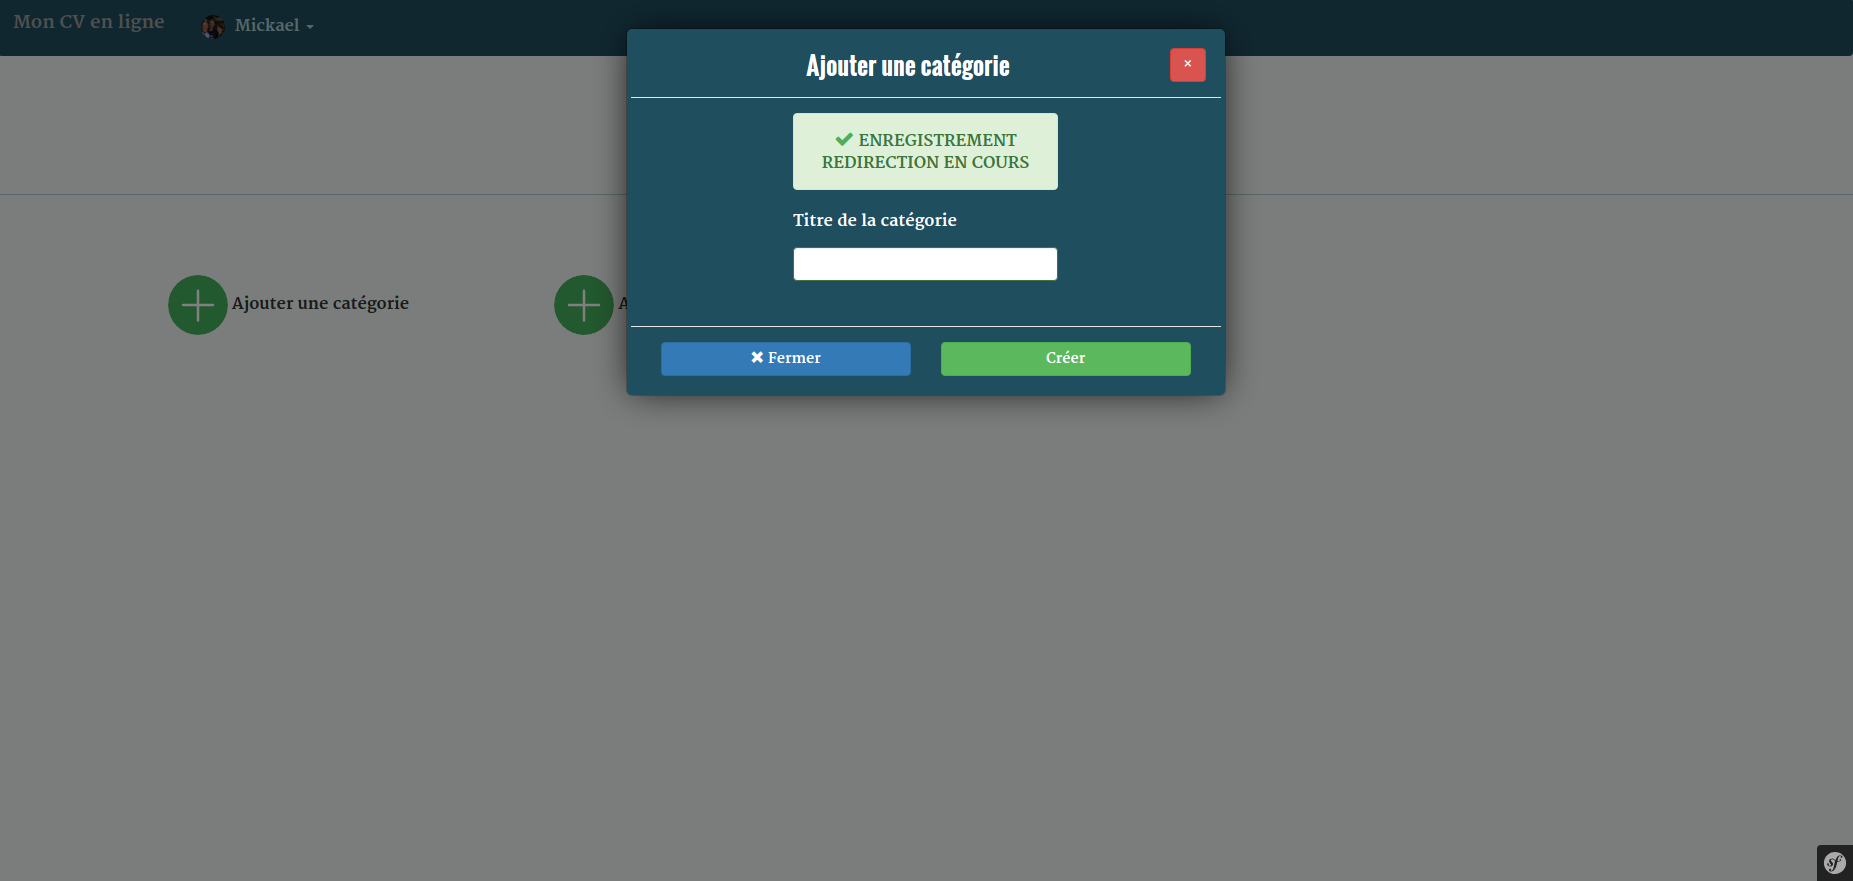 Mon CV en ligne
Mickael
Ajouter une catégorie
×
ENREGISTREMENT
REDIRECTION EN COURS
Titre de la catégorie
Ajouter une catégorie
A
Fermer
Créer
sf